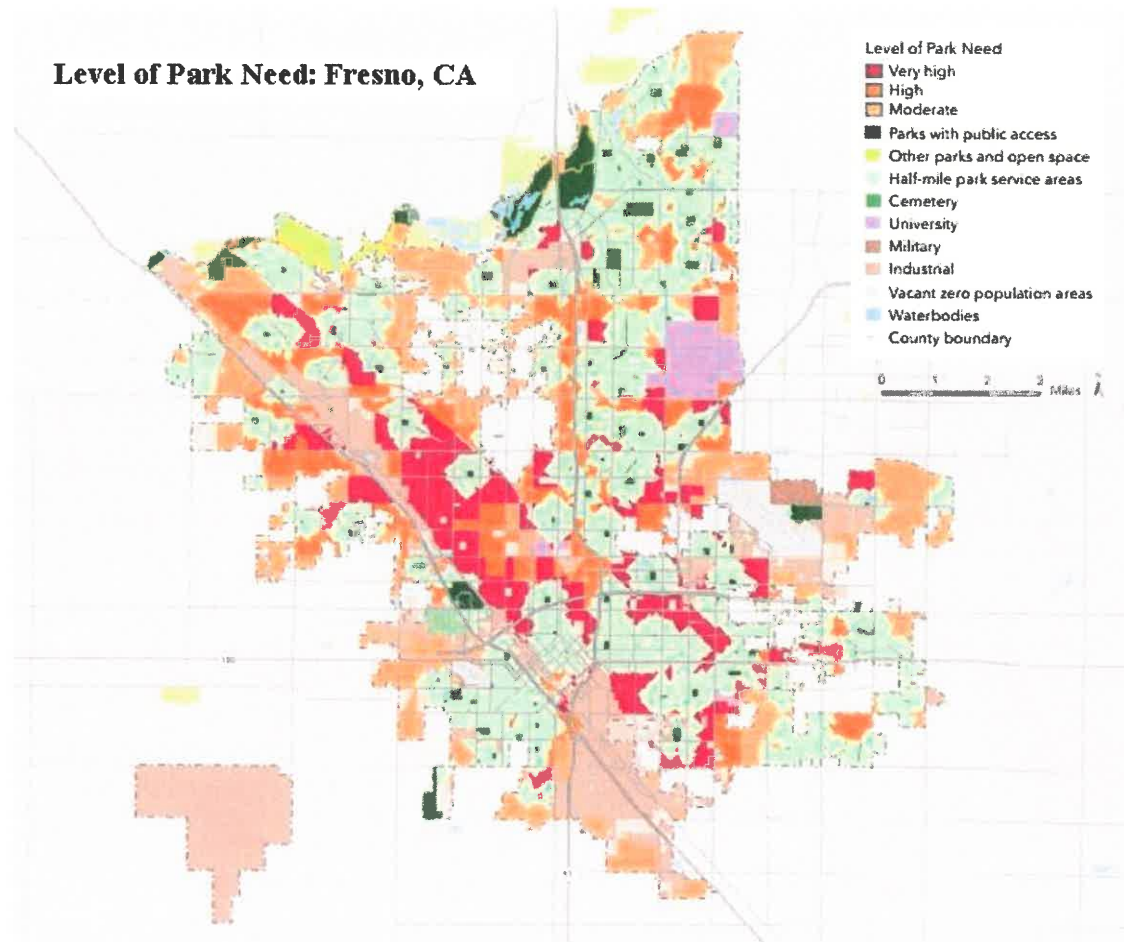 Level of Park Need: Fresno, CA
Level of Park Need
Very high
High
Moderate
Parks with public access
Other parks and open space
Half-mile park service areas
Cemetery
University
Military
Industrial
Vacant zero population areas
Waterbodies
County boundary
0 1 2 3 Miles
180
41